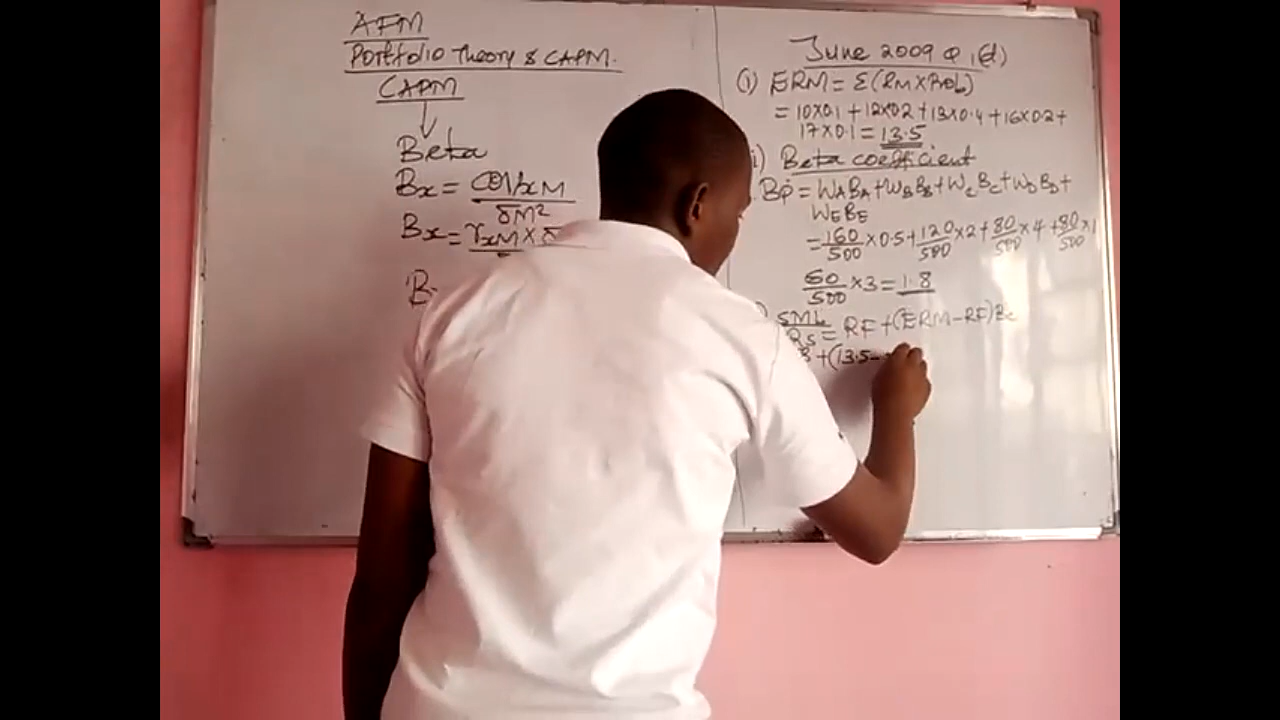 AFM
Portfolio Theory & CAPM.
CAPM
Beta
Bx = COVxM
δM²
Bx = rxM × δ
B
June 2009 Q 1(d)
(i) ERM = Σ(RM×Prob)
= 10×0.1 + 12×0.2 + 13×0.4 + 16×0.2 +
17×0.1 = 13.5
i) Beta coefficient
BP = WABA + WBBB + WCBC + WDBD +
WEBE
= 160/500 × 0.5 + 120/500 × 2 + 80/500 × 4 + 80/500 × 1
60/500 × 3 = 1.8
SML
ERs = RF + (ERM – RF)Bc
+ (13.5 –